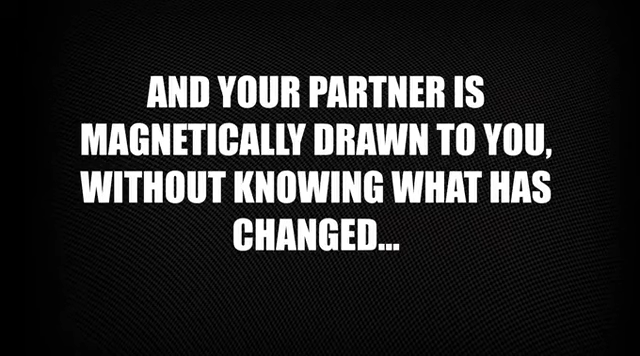 AND YOUR PARTNER IS
MAGNETICALLY DRAWN TO YOU,
WITHOUT KNOWING WHAT HAS
CHANGED...